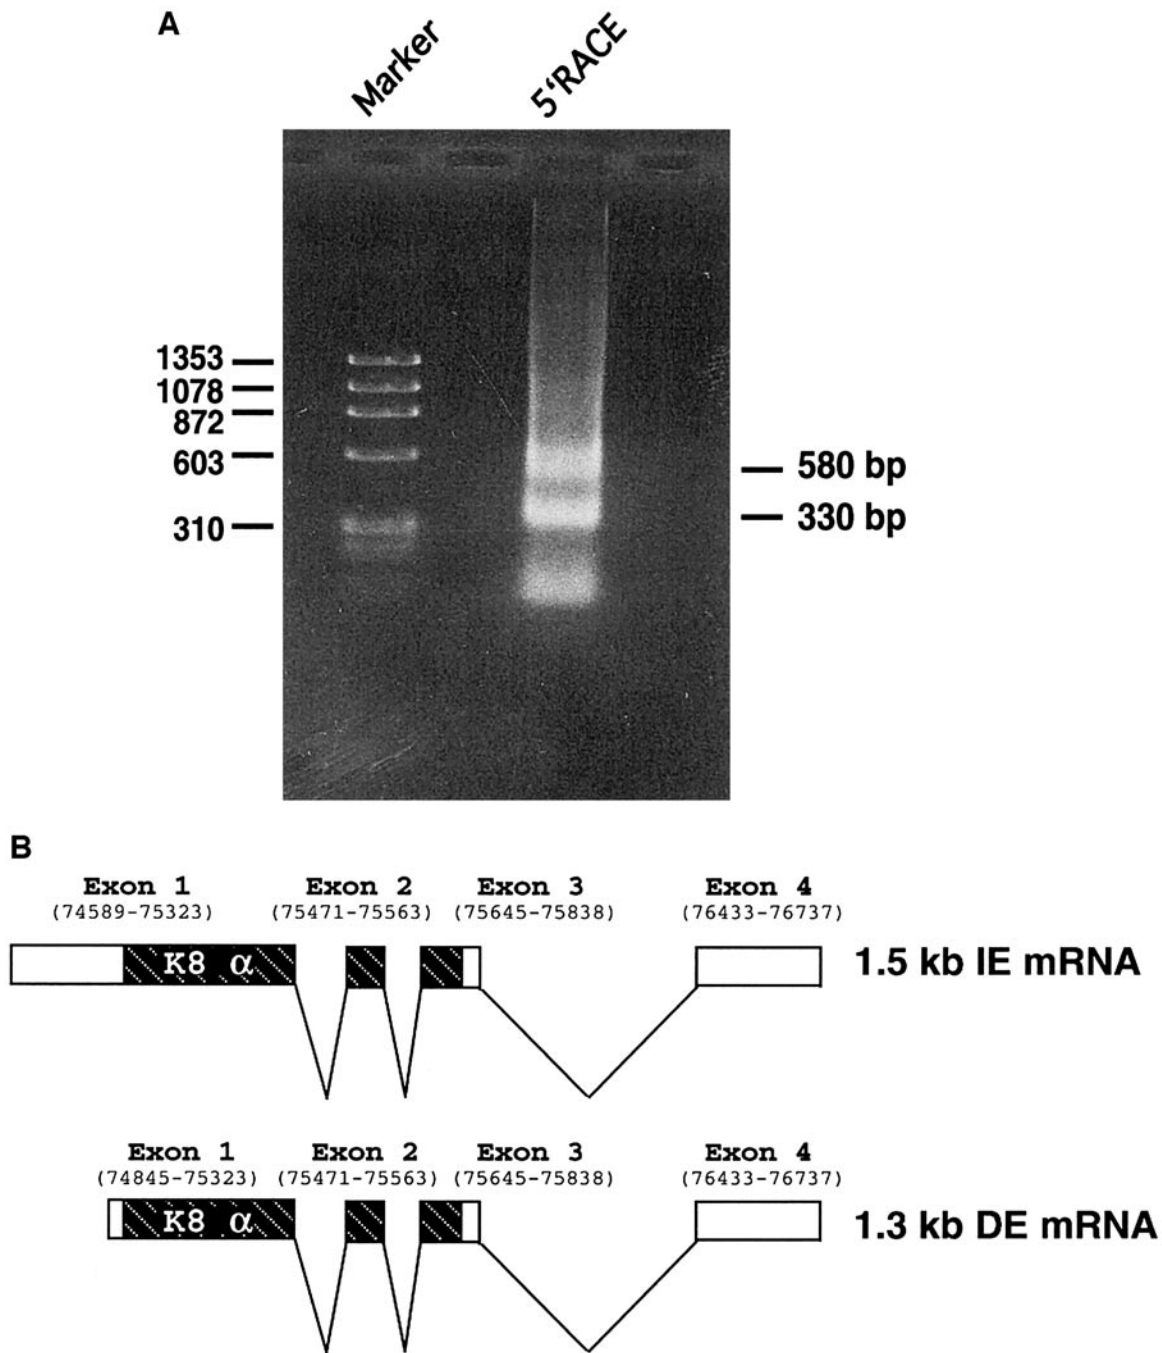 A
Marker
5'RACE
1353
1078
872
603
310
580 bp
330 bp
B
Exon 1 Exon 2 Exon 3 Exon 4
(74589-75323) (75471-75563) (75645-75838) (76433-76737)
K8 α
1.5 kb IE mRNA
Exon 1 Exon 2 Exon 3 Exon 4
(74845-75323) (75471-75563) (75645-75838) (76433-76737)
K8 α
1.3 kb DE mRNA